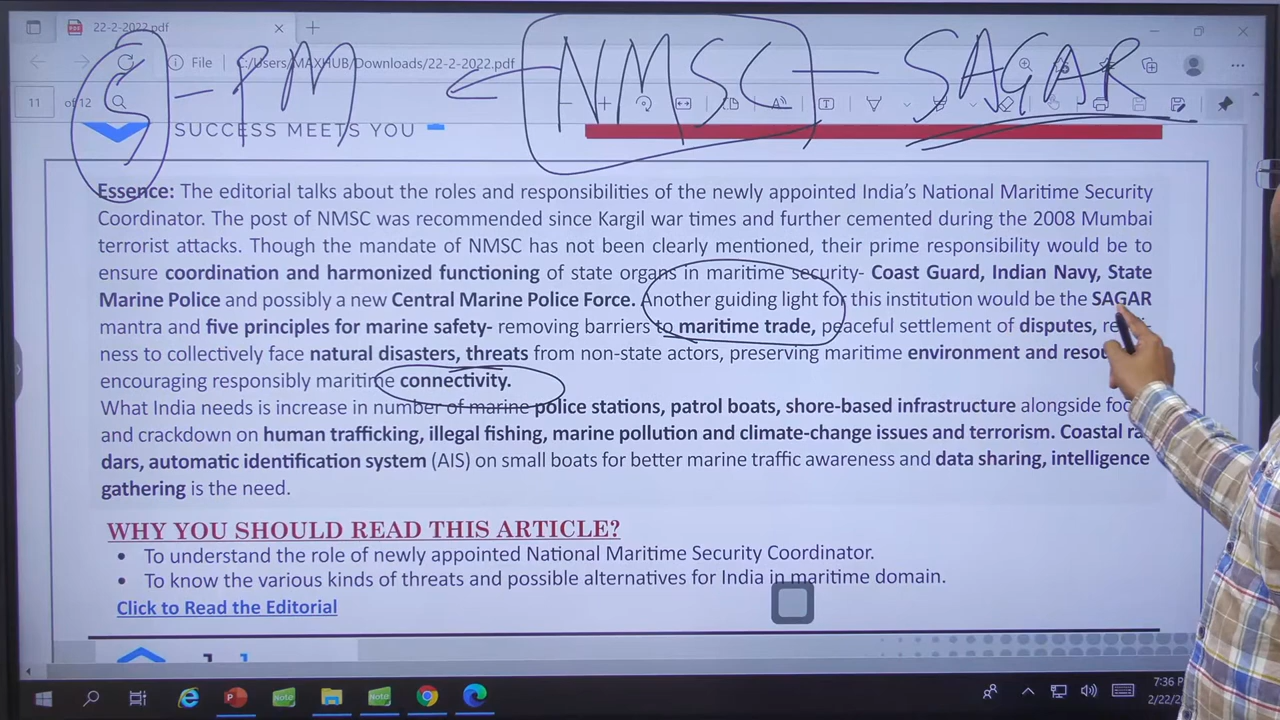 22-2-2022.pdf
File | C:/Users/MAXHUB/Downloads/22-2-2022.pdf
S - PM ← NMSC - SAGAR
11 of 12
SUCCESS MEETS YOU
Essence: The editorial talks about the roles and responsibilities of the newly appointed India's National Maritime Security
Coordinator. The post of NMSC was recommended since Kargil war times and further cemented during the 2008 Mumbai
terrorist attacks. Though the mandate of NMSC has not been clearly mentioned, their prime responsibility would be to
ensure coordination and harmonized functioning of state organs in maritime security- Coast Guard, Indian Navy, State
Marine Police and possibly a new Central Marine Police Force. Another guiding light for this institution would be the SAGAR
mantra and five principles for marine safety- removing barriers to maritime trade, peaceful settlement of disputes,
ness to collectively face natural disasters, threats from non-state actors, preserving maritime environment and
encouraging responsibly maritime connectivity.
What India needs is increase in number of marine police stations, patrol boats, shore-based infrastructure alongside
and crackdown on human trafficking, illegal fishing, marine pollution and climate-change issues and terrorism. Coastal
dars, automatic identification system (AIS) on small boats for better marine traffic awareness and data sharing, intelligence
gathering is the need.
WHY YOU SHOULD READ THIS ARTICLE?
• To understand the role of newly appointed National Maritime Security Coordinator.
• To know the various kinds of threats and possible alternatives for India in maritime domain.
Click to Read the Editorial
7:36